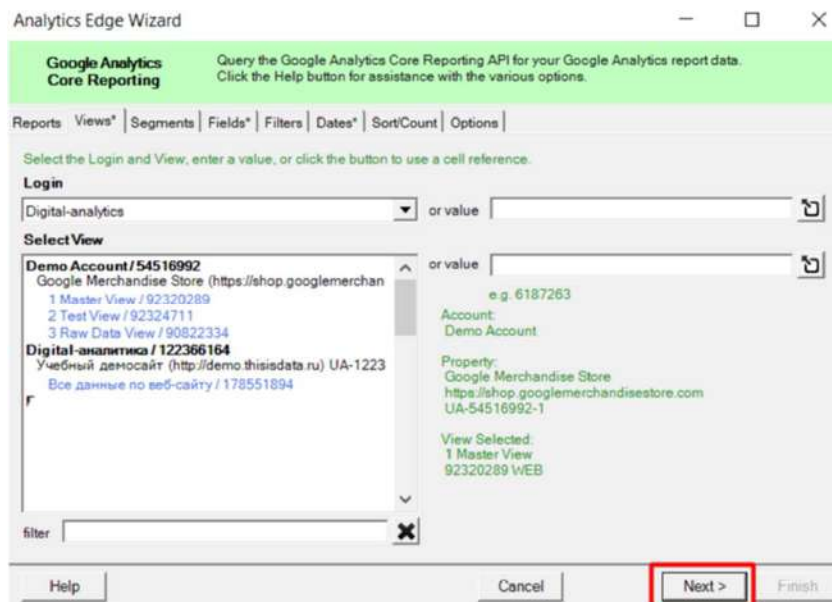 Analytics Edge Wizard
Google Analytics
Core Reporting
Query the Google Analytics Core Reporting API for your Google Analytics report data.
Click the Help button for assistance with the various options.
Reports Views* Segments Fields* Filters Dates* Sort/Count Options
Select the Login and View, enter a value, or click the button to use a cell reference.
Login
Digital-analytics or value
Select View
or value
Demo Account / 54516992
Google Merchandise Store (https://shop.googlemerchan
1 Master View / 92320289
2 Test View / 92324711
3 Raw Data View / 90822334
Digital-аналитика / 122366164
Учебный демосайт (http://demo.thisisdata.ru) UA-1223
Все данные по веб-сайту / 178551894
e.g. 6187263
Account:
Demo Account
Property:
Google Merchandise Store
https://shop.googlemerchandisestore.com
UA-54516992-1
View Selected:
1 Master View
92320289 WEB
filter
Help Cancel Next > Finish